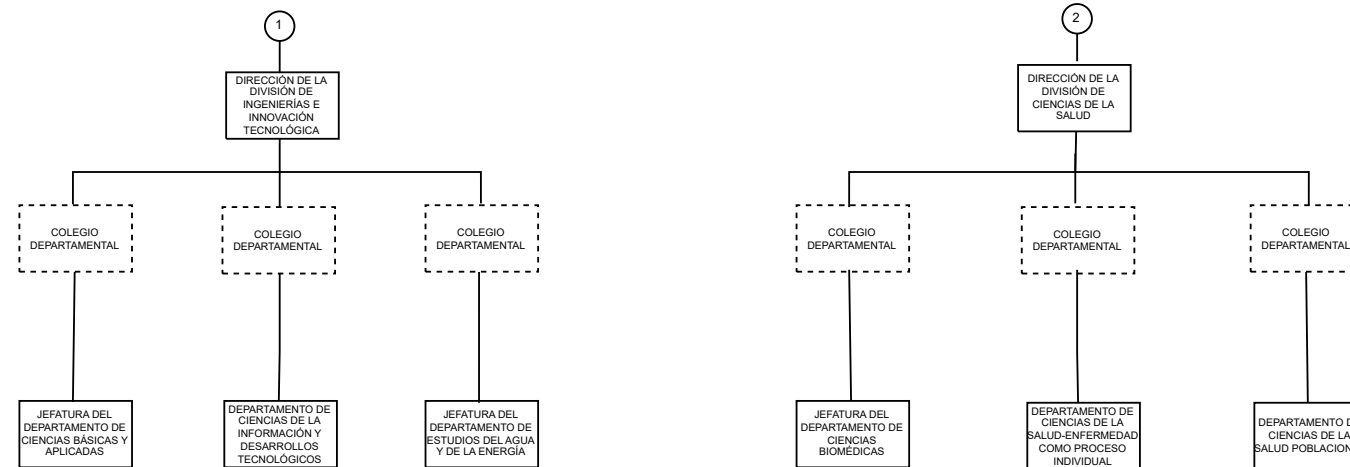 1
DIRECCIÓN DE LA
DIVISIÓN DE
INGENIERÍAS E
INNOVACIÓN
TECNOLÓGICA
COLEGIO
DEPARTAMENTAL
COLEGIO
DEPARTAMENTAL
COLEGIO
DEPARTAMENTAL
JEFATURA DEL
DEPARTAMENTO DE
CIENCIAS BÁSICAS Y
APLICADAS
DEPARTAMENTO DE
CIENCIAS DE LA
INFORMACIÓN Y
DESARROLLOS
TECNOLÓGICOS
JEFATURA DEL
DEPARTAMENTO DE
ESTUDIOS DEL AGUA
Y DE LA ENERGÍA
2
DIRECCIÓN DE LA
DIVISIÓN DE
CIENCIAS DE LA
SALUD
COLEGIO
DEPARTAMENTAL
COLEGIO
DEPARTAMENTAL
COLEGIO
DEPARTAMENTAL
JEFATURA DEL
DEPARTAMENTO DE
CIENCIAS
BIOMÉDICAS
DEPARTAMENTO DE
CIENCIAS DE LA
SALUD-ENFERMEDAD
COMO PROCESO
INDIVIDUAL
DEPARTAMENTO
CIENCIAS DE LA
SALUD